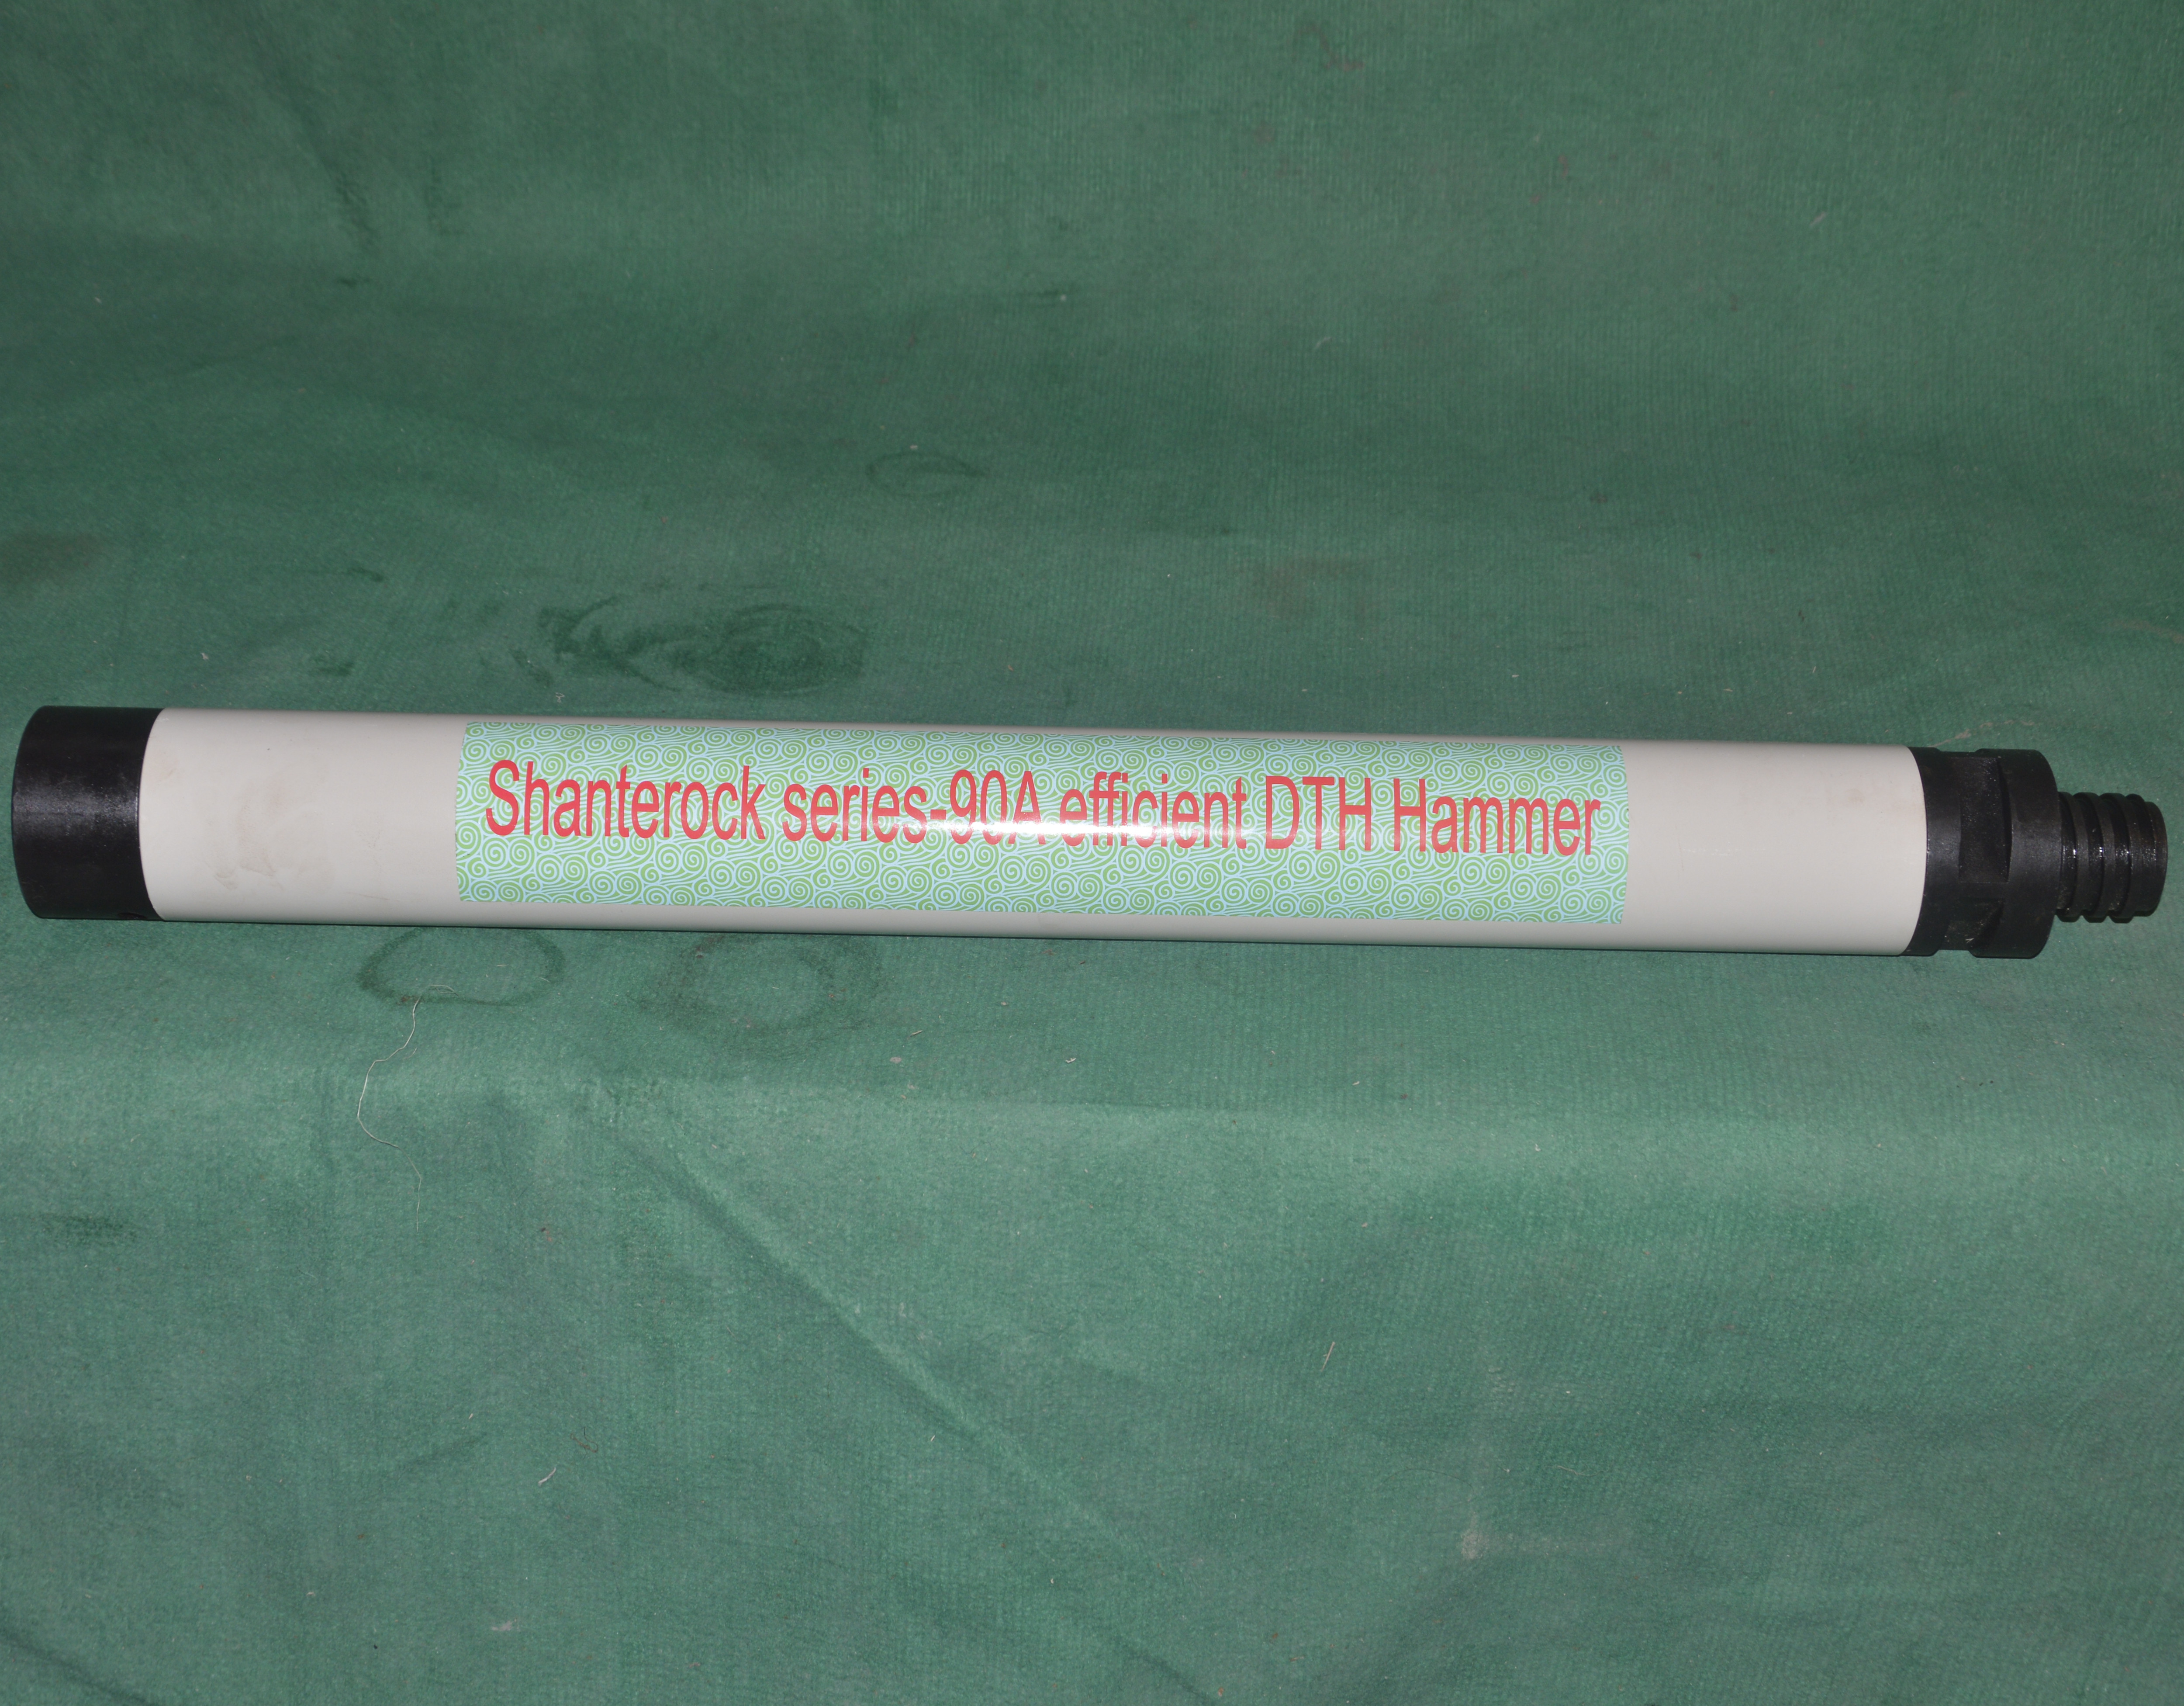 Shanterock series-90A efficient DTH Hammer